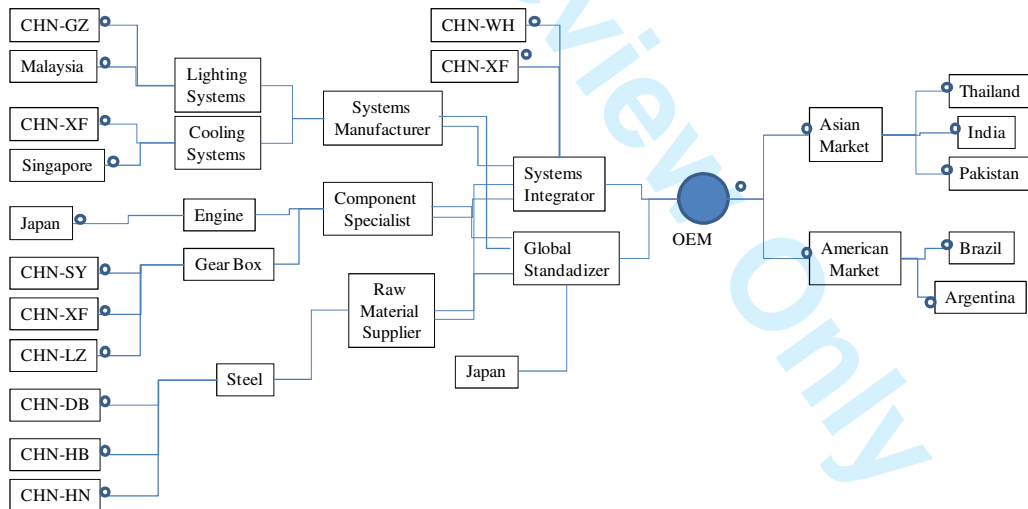 CHN-GZ
Malaysia
CHN-XF
Singapore
Japan
CHN-SY
CHN-XF
CHN-LZ
CHN-DB
CHN-HB
CHN-HN
Lighting
Systems
Cooling
Systems
Engine
Gear Box
Steel
Systems
Manufacturer
Component
Specialist
Raw
Material
Supplier
CHN-WH
CHN-XF
Systems
Integrator
Global
Standadizer
Japan
OEM
Asian
Market
American
Market
Thailand
India
Pakistan
Brazil
Argentina
eview Only